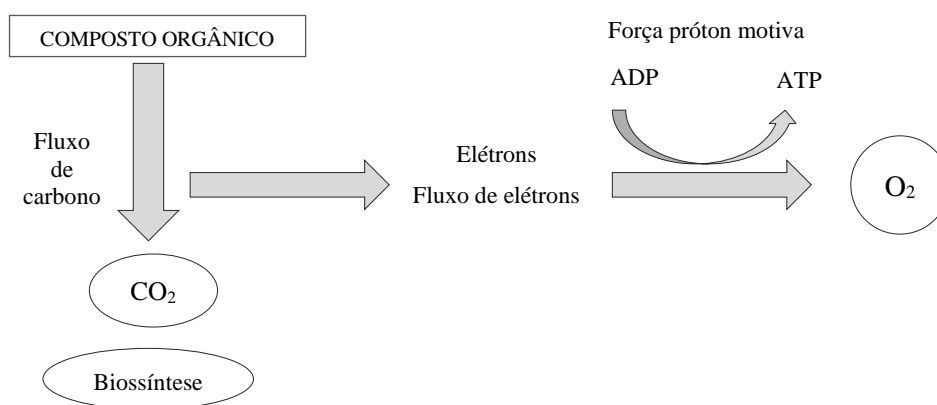 COMPOSTO ORGÂNICO
Força próton motiva
ADP
ATP
Fluxo
de
carbono
Elétrons
Fluxo de elétrons
O₂
CO₂
Biossíntese